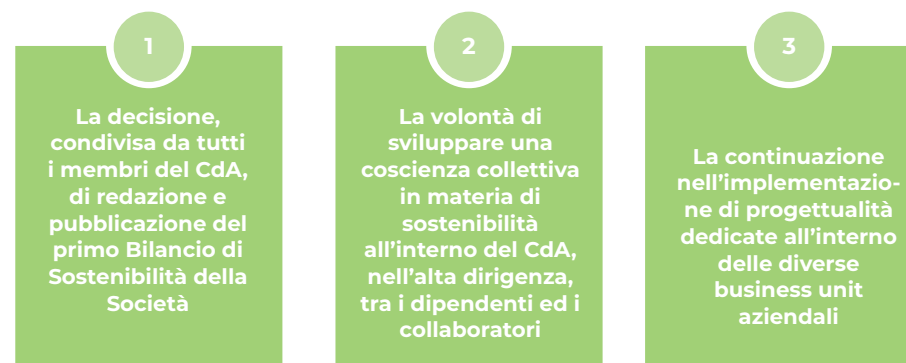 1
La decisione,
condivisa da tutti
i membri del CdA,
di redazione e
pubblicazione del
primo Bilancio di
Sostenibilità della
Società
2
La volontà di
sviluppare una
coscienza collettiva
in materia di
sostenibilità
all'interno del CdA,
nell'alta dirigenza,
tra i dipendenti ed i
collaboratori
3
La continuazione
nell'implementazio-
ne di progettualità
dedicate all'interno
delle diverse
business unit
aziendali